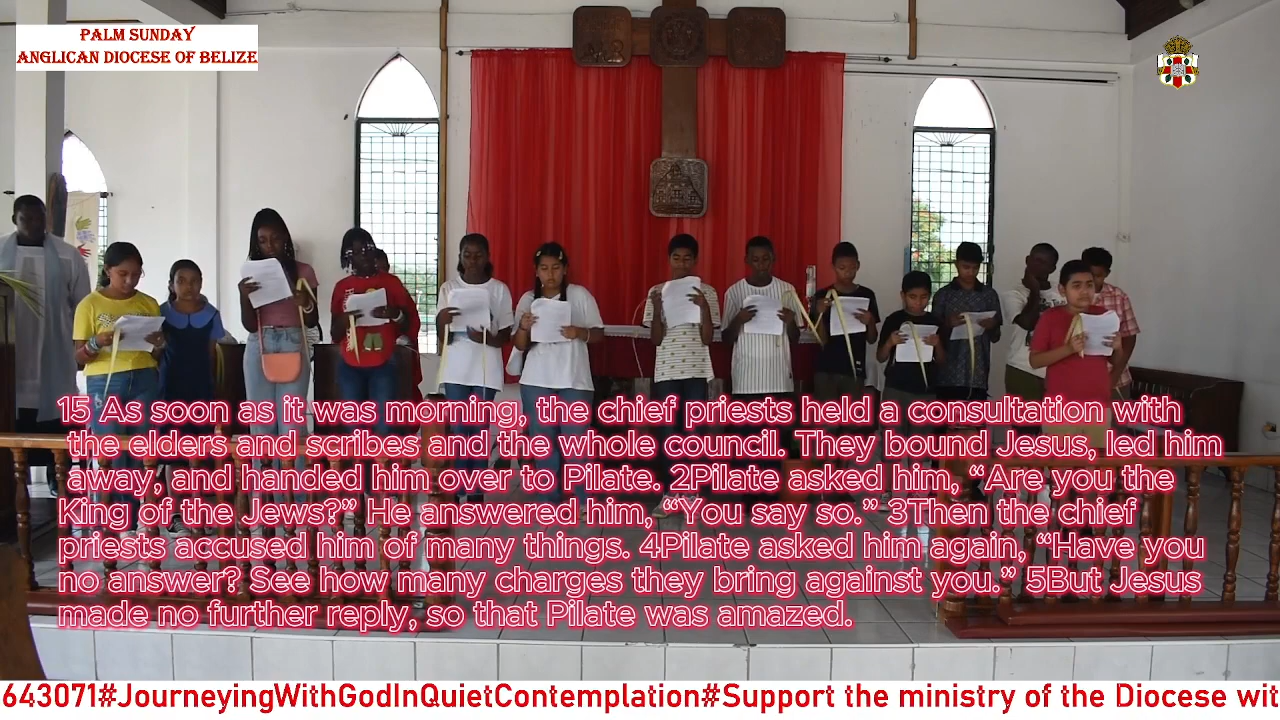 PALM SUNDAY
ANGLICAN DIOCESE OF BELIZE
15 As soon as it was morning, the chief priests held a consultation with
the elders and scribes and the whole council. They bound Jesus, led him
away, and handed him over to Pilate. 2Pilate asked him, “Are you the
King of the Jews?” He answered him, “You say so.” 3Then the chief
priests accused him of many things. 4Pilate asked him again, “Have you
no answer? See how many charges they bring against you.” 5But Jesus
made no further reply, so that Pilate was amazed.
643071#JourneyingWithGodInQuietContemplation#Support the ministry of the Diocese wit